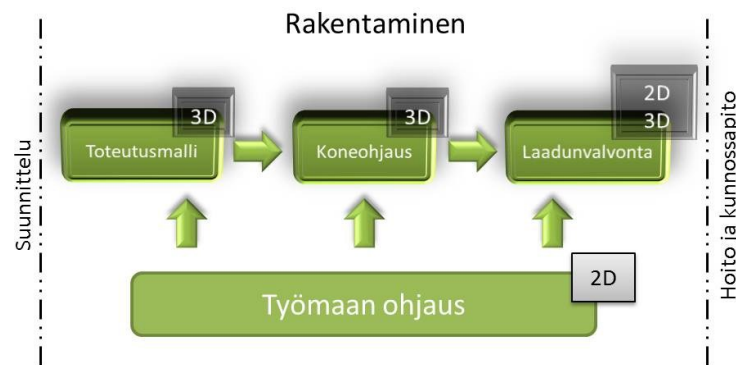 Rakentaminen
Suunnittelu
3D
Toteutusmalli
3D
Koneohjaus
2D
3D
Laadunvalvonta
Hoito ja kunnossapito
2D
Työmaan ohjaus